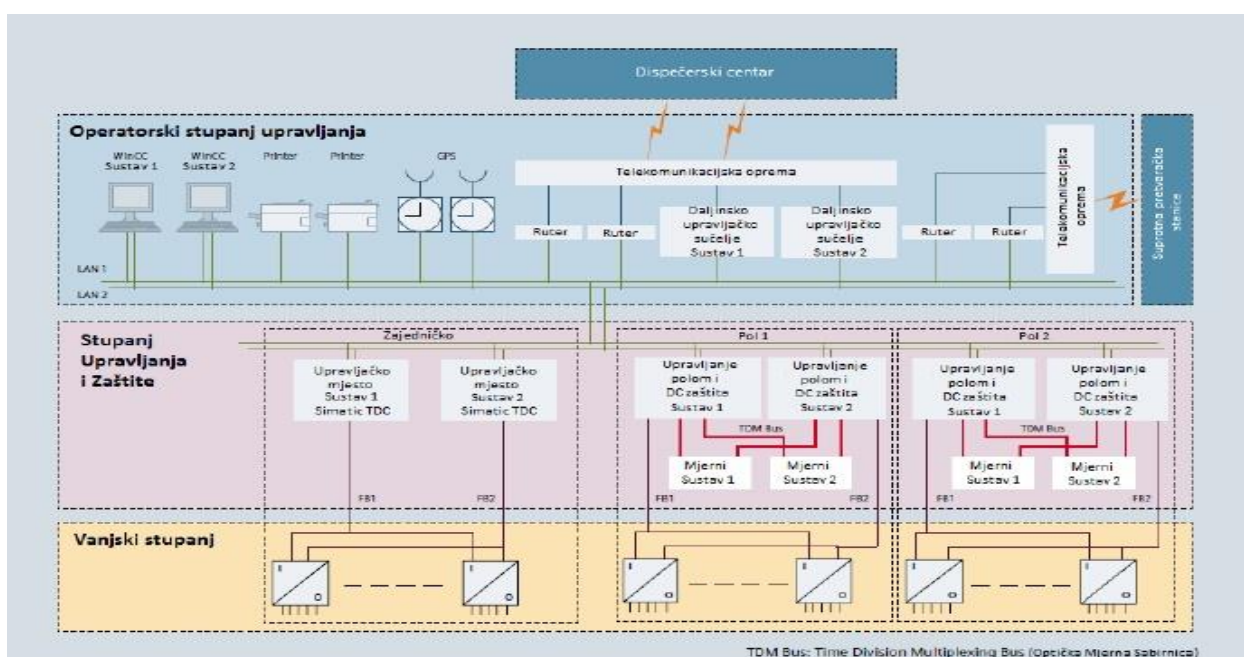 Dispečerski centar
Operatorski stupanj upravljanja
WinCC
Sustav 1
WinCC
Sustav 2
Printer
Printer
GPS
Telekomunikacijska oprema
Ruter
Ruter
Daljinsko
upravljačko
sučelje
Sustav 1
Daljinsko
upravljačko
sučelje
Sustav 2
Ruter
Ruter
Telekomunikacijska
oprema
Suprotna pretvaračka
stanica
LAN 1
LAN 2
Stupanj
Upravljanja
i Zaštite
Zajedničko
Upravljačko
mjesto
Sustav 1
Simatic TDC
Upravljačko
mjesto
Sustav 2
Simatic TDC
FB1
FB2
Pol 1
Upravljanje
polom i
DC zaštita
Sustav 1
Upravljanje
polom i
DC zaštita
Sustav 2
TDM Bus
Mjerni
Sustav 1
Mjerni
Sustav 2
FB1
FB2
Pol 2
Upravljanje
polom i
DC zaštita
Sustav 1
Upravljanje
polom i
DC zaštita
Sustav 2
TDM Bus
Mjerni
Sustav 1
Mjerni
Sustav 2
FB1
FB2
Vanjski stupanj
I
O
I
O
I
O
I
O
I
O
I
O
TDM Bus: Time Division Multiplexing Bus (Optička Mjerna Sabirnica)